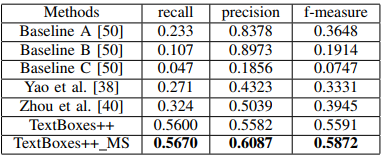 Methods recall precision f-measure
Baseline A [50] 0.233 0.8378 0.3648
Baseline B [50] 0.107 0.8973 0.1914
Baseline C [50] 0.047 0.1856 0.0747
Yao et al. [38] 0.271 0.4323 0.3331
Zhou et al. [40] 0.324 0.5039 0.3945
TextBoxes++ 0.5600 0.5582 0.5591
TextBoxes++_MS 0.5670 0.6087 0.5872